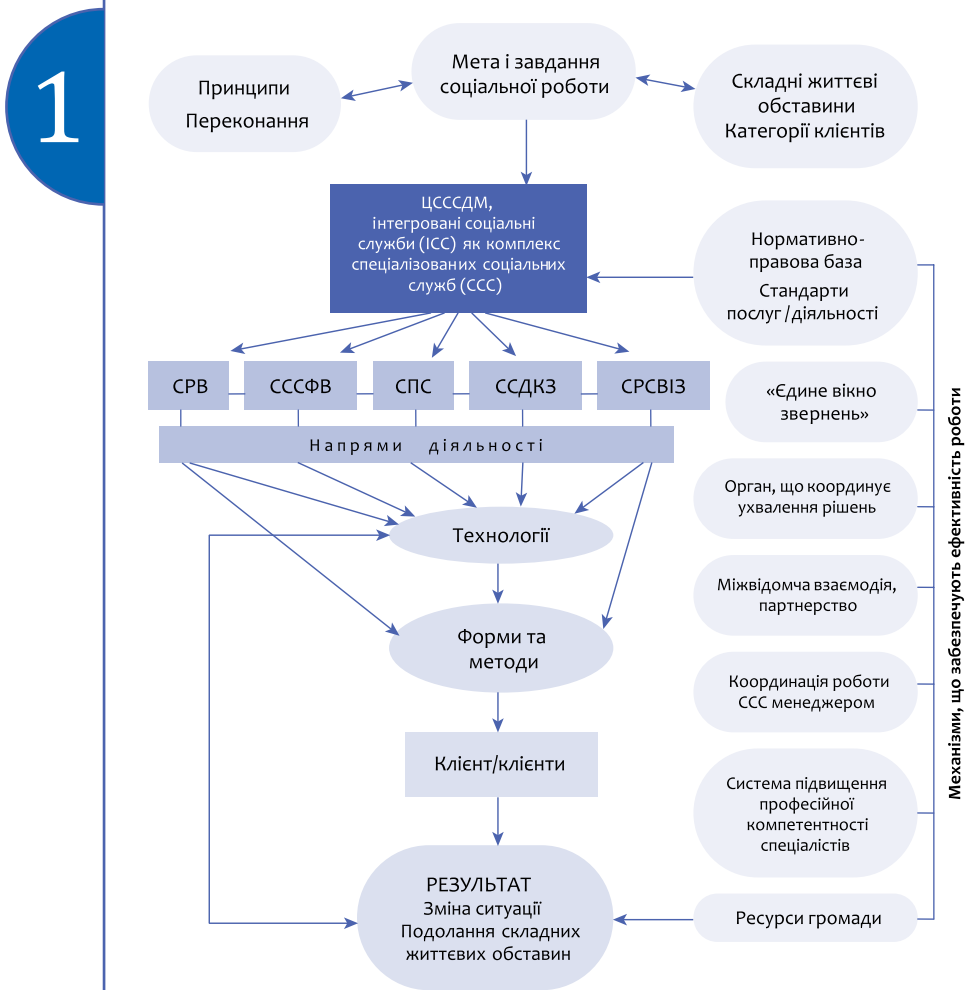 1
Принципи
Переконання
Мета і завдання
соціальної роботи
Складні життєві
обставини
Категорії клієнтів
ЦСССДМ,
інтегровані соціальні
служби (ІСС) як комплекс
спеціалізованих соціальних
служб (ССС)
Нормативно-
правова база
Стандарти
послуг/діяльності
СРВ
СССФВ
СПС
ССДКЗ
СРСВІЗ
«Єдине вікно
звернень»
Напрями діяльності
Орган, що координує
ухвалення рішень
Технології
Міжвідомча взаємодія,
партнерство
Форми та
методи
Координація роботи
ССС менеджером
Клієнт/клієнти
Система підвищення
професійної
компетентності
спеціалістів
РЕЗУЛЬТАТ
Зміна ситуації
Подолання складних
життєвих обставин
Ресурси громади
Механізми, що забезпечують ефективність роботи